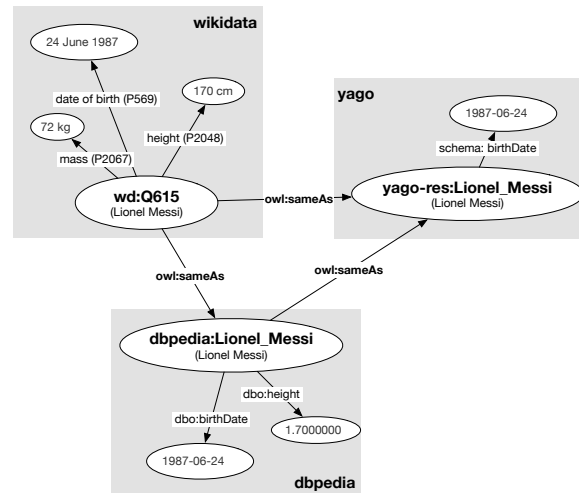 wikidata
24 June 1987
date of birth (P569)
170 cm
72 kg
height (P2048)
mass (P2067)
wd:Q615
(Lionel Messi)
yago
1987-06-24
schema: birthDate
yago-res:Lionel_Messi
(Lionel Messi)
owl:sameAs
owl:sameAs
owl:sameAs
dbpedia:Lionel_Messi
(Lionel Messi)
dbo:height
dbo:birthDate
1.7000000
1987-06-24
dbpedia